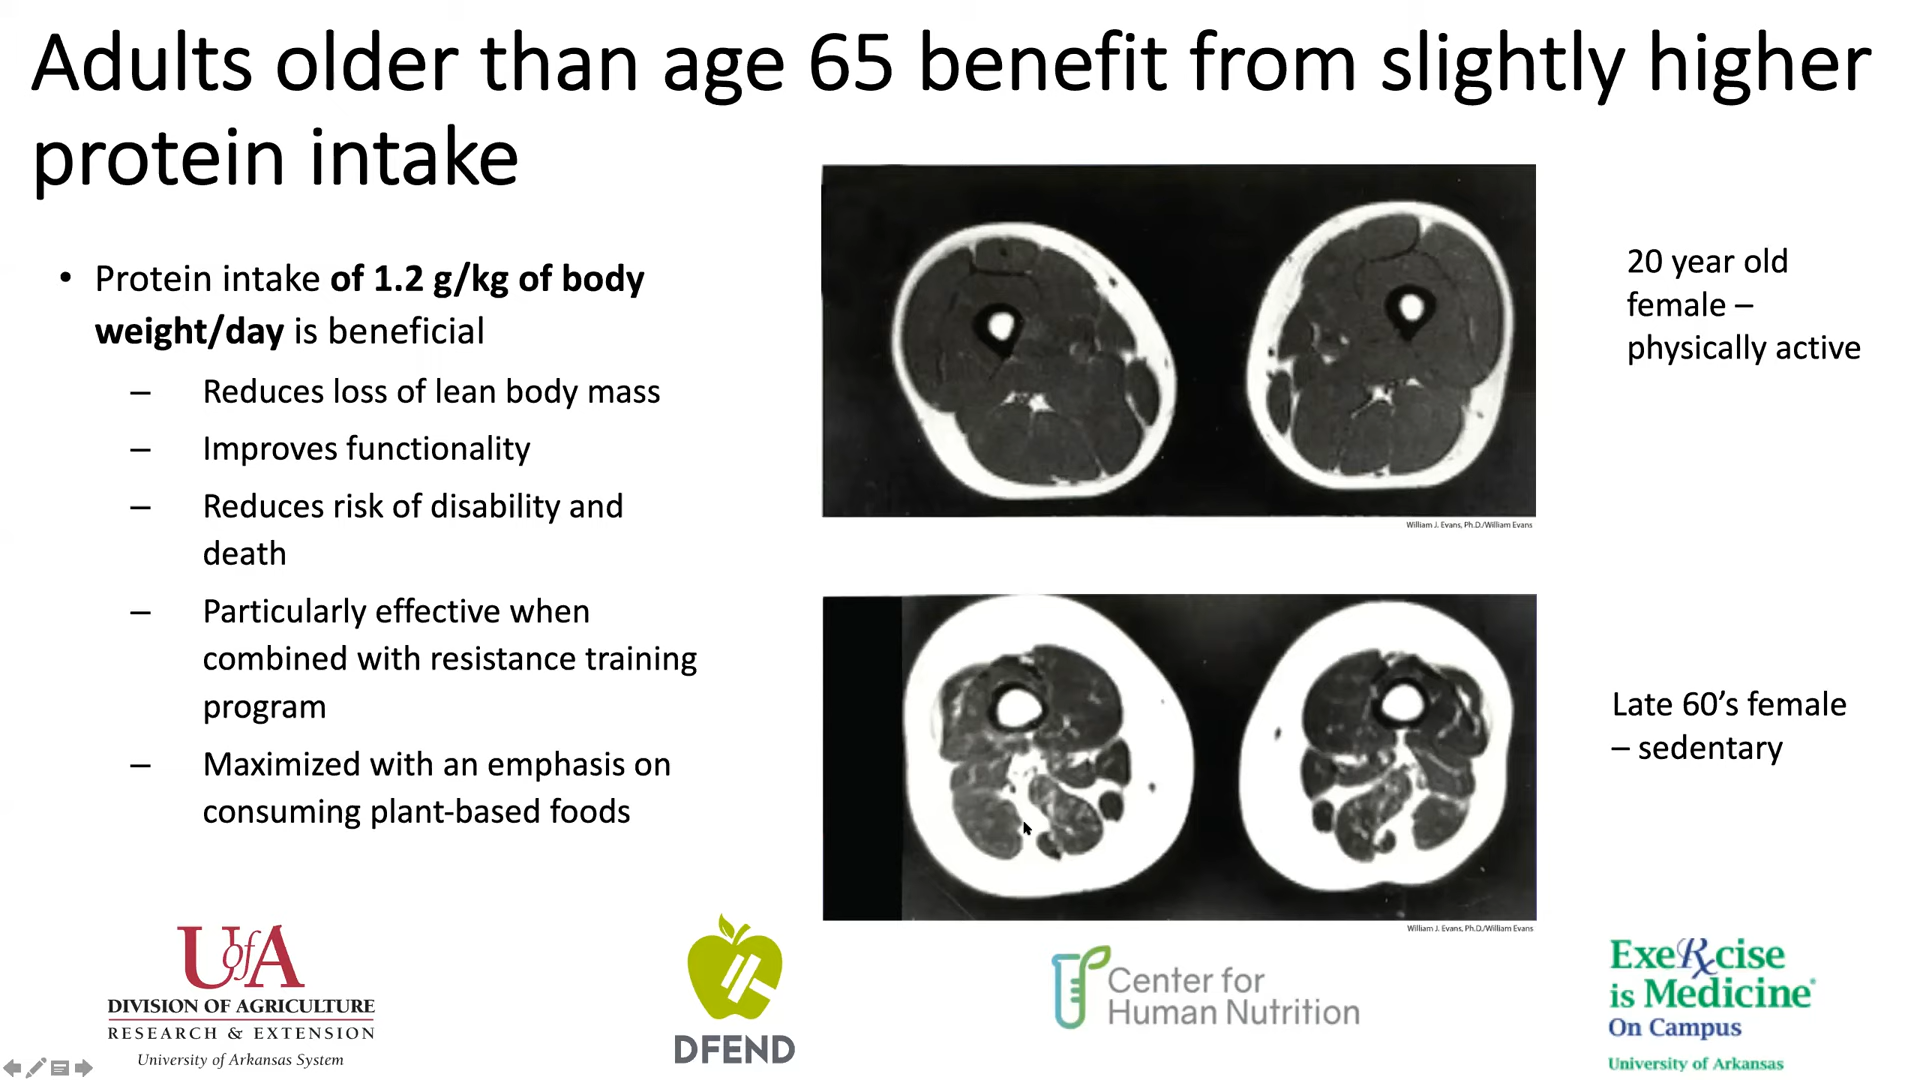 Adults older than age 65 benefit from slightly higher
protein intake
• Protein intake of 1.2 g/kg of body
weight/day is beneficial
– Reduces loss of lean body mass
– Improves functionality
– Reduces risk of disability and
death
– Particularly effective when
combined with resistance training
program
– Maximized with an emphasis on
consuming plant-based foods
20 year old
female –
physically active
William J. Evans, Ph.D./William Evans
Late 60’s female
– sedentary
William J. Evans, Ph.D./William Evans
UofA
DIVISION OF AGRICULTURE
RESEARCH & EXTENSION
University of Arkansas System
DFEND
Center for
Human Nutrition
ExeRxcise
is Medicine®
On Campus
University of Arkansas